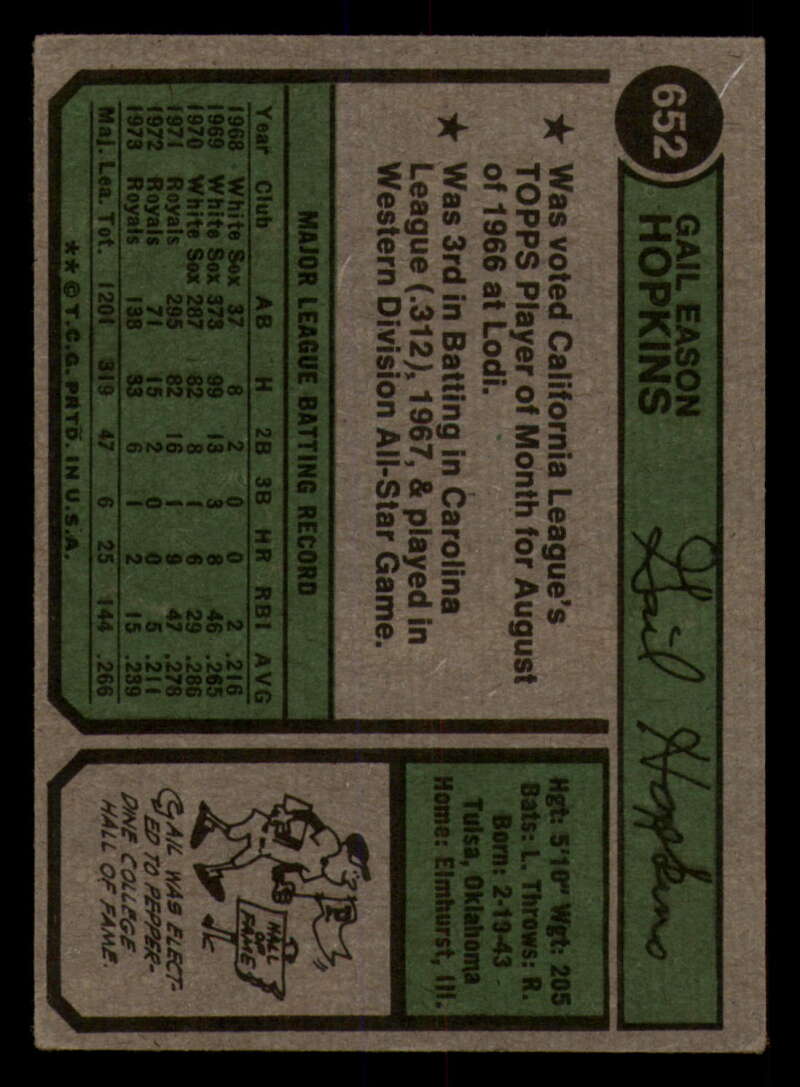 652
GAIL EASON
HOPKINS
Gail Hopkins
★ Was voted California League's
TOPPS Player of Month for August
of 1966 at Lodi.
★ Was 3rd in Batting in Carolina
League (.312), 1967, & played in
Western Division All-Star Game.
MAJOR LEAGUE BATTING RECORD
Year Club AB H 2B 3B HR RBI AVG
1968 White Sox 37 8 2 0 0 2 .216
1969 White Sox 373 99 13 3 8 46 .265
1970 White Sox 287 82 8 1 6 29 .286
1971 Royals 295 82 16 1 9 47 .278
1972 Royals 71 15 2 0 0 5 .211
1973 Royals 138 33 6 1 2 15 .239
Maj. Lea. Tot. 1201 319 47 6 25 144 .266
**©T.C.G. PRTD. IN U.S.A.
Hgt: 5'10" Wgt: 205
Bats: L. Throws: R.
Born: 2-19-43
Tulsa, Oklahoma
Home: Elmhurst, Ill.
HALL
OF
FAME
GAIL WAS ELECT-
ED TO PEPPER-
DINE COLLEGE
HALL OF FAME.